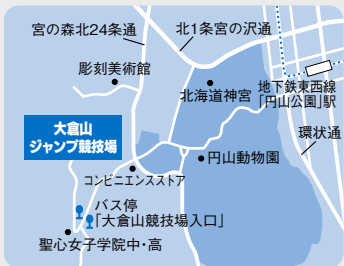 宮の森北24条通
北1条宮の沢通
彫刻美術館
北海道神宮
地下鉄東西線
「円山公園」駅
大倉山
ジャンプ競技場
環状通
円山動物園
コンビニエンスストア
バス停
「大倉山競技場入口」
聖心女子学院中・高